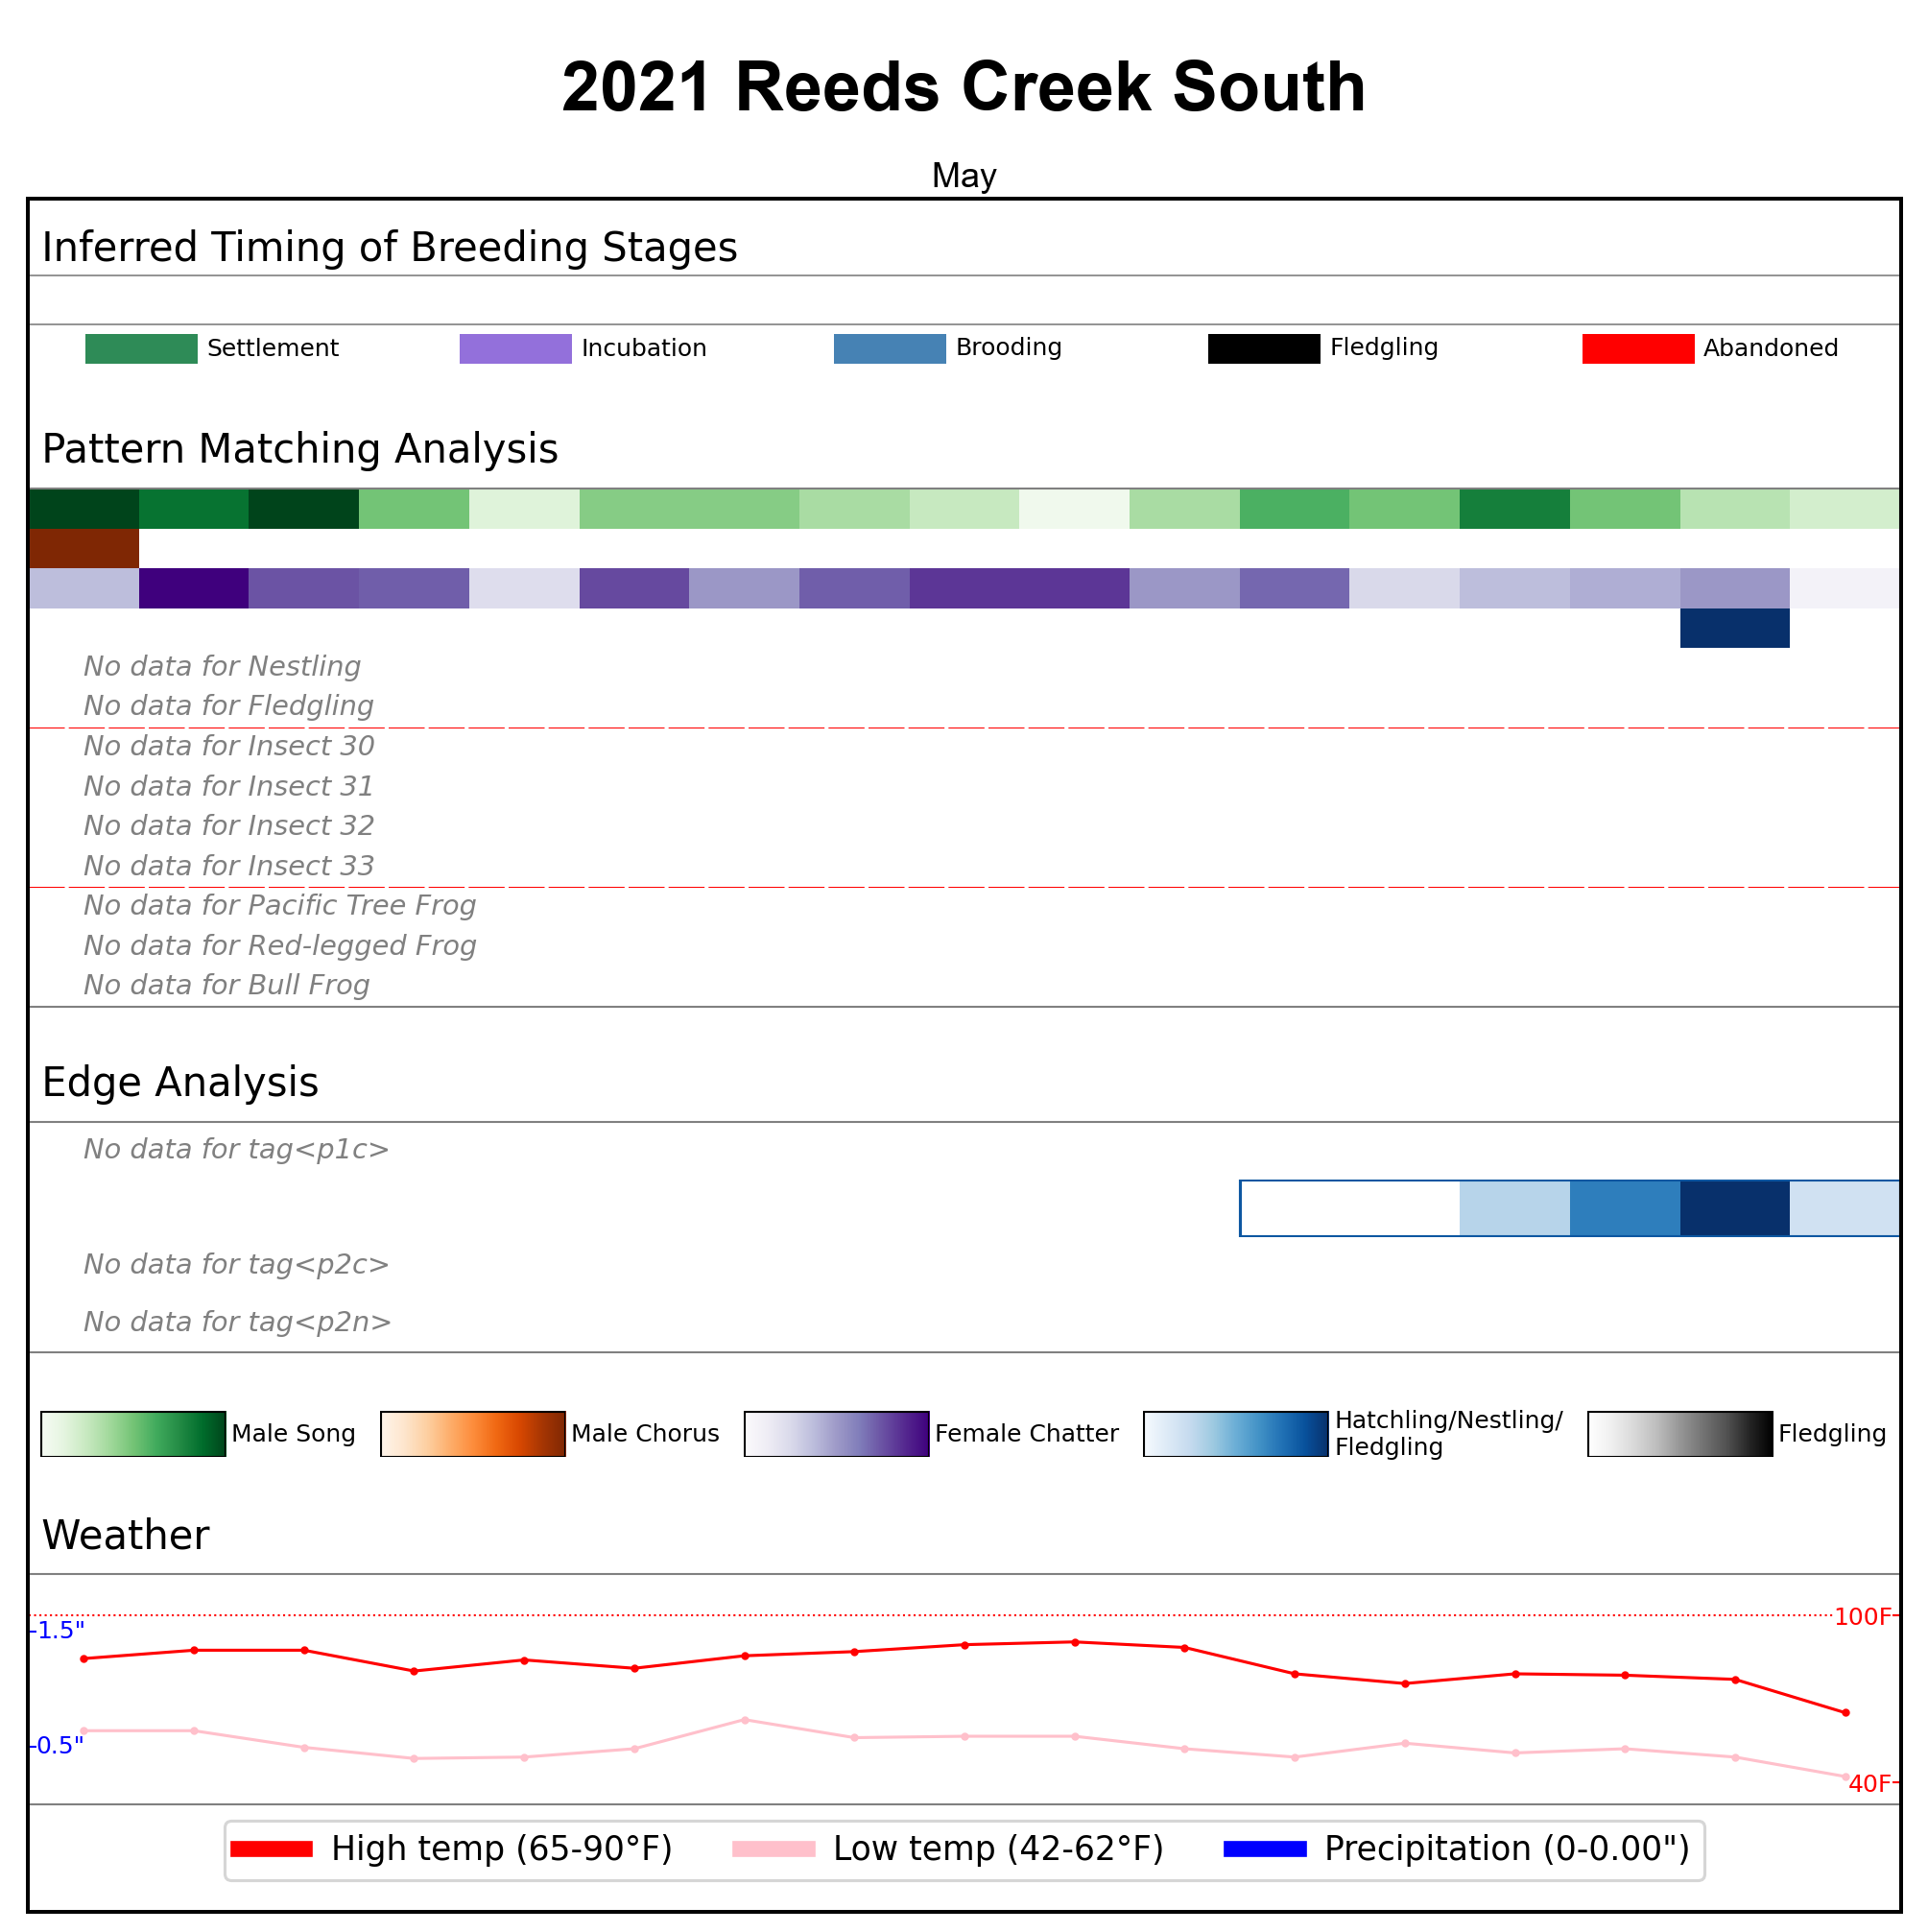 2021 Reeds Creek South
May
Inferred Timing of Breeding Stages
Settlement Incubation Brooding Fledgling Abandoned
Pattern Matching Analysis
No data for Nestling
No data for Fledgling
No data for Insect 30
No data for Insect 31
No data for Insect 32
No data for Insect 33
No data for Pacific Tree Frog
No data for Red-legged Frog
No data for Bull Frog
Edge Analysis
No data for tag<p1c>
No data for tag<p2c>
No data for tag<p2n>
Male Song Male Chorus Female Chatter Hatchling/Nestling/
Fledgling Fledgling
Weather
100F
1.5"
0.5"
40F
High temp (65-90°F) Low temp (42-62°F) Precipitation (0-0.00")